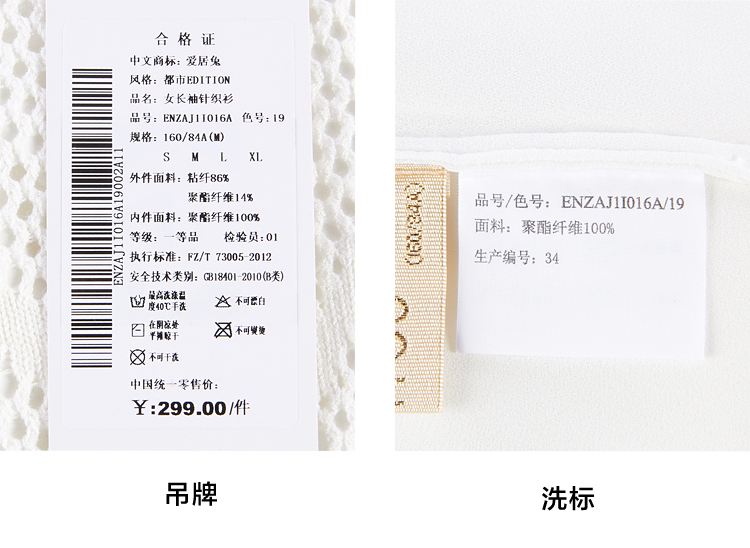 合格证
中文商标: 爱居兔
风格: 都市EDITION
品名: 女长袖针织衫
品号: ENZAJ1I016A 色号: 19
规格: 160/84A(M)
S M L XL
外件面料: 粘纤86%
聚酯纤维14%
内件面料: 聚酯纤维100%
等级: 一等品 检验员: 01
执行标准: FZ/T 73005-2012
安全技术类别: GB18401-2010(B类)
最高洗涤温度40℃手洗
不可漂白
在阴凉处平摊晾干
不可熨烫
不可干洗
中国统一零售价:
¥:299.00/件
ENZAJ1I016A19002A11
(160/84A)
品号/色号: ENZAJ1I016A/19
面料: 聚酯纤维100%
生产编号: 34
吊牌
洗标